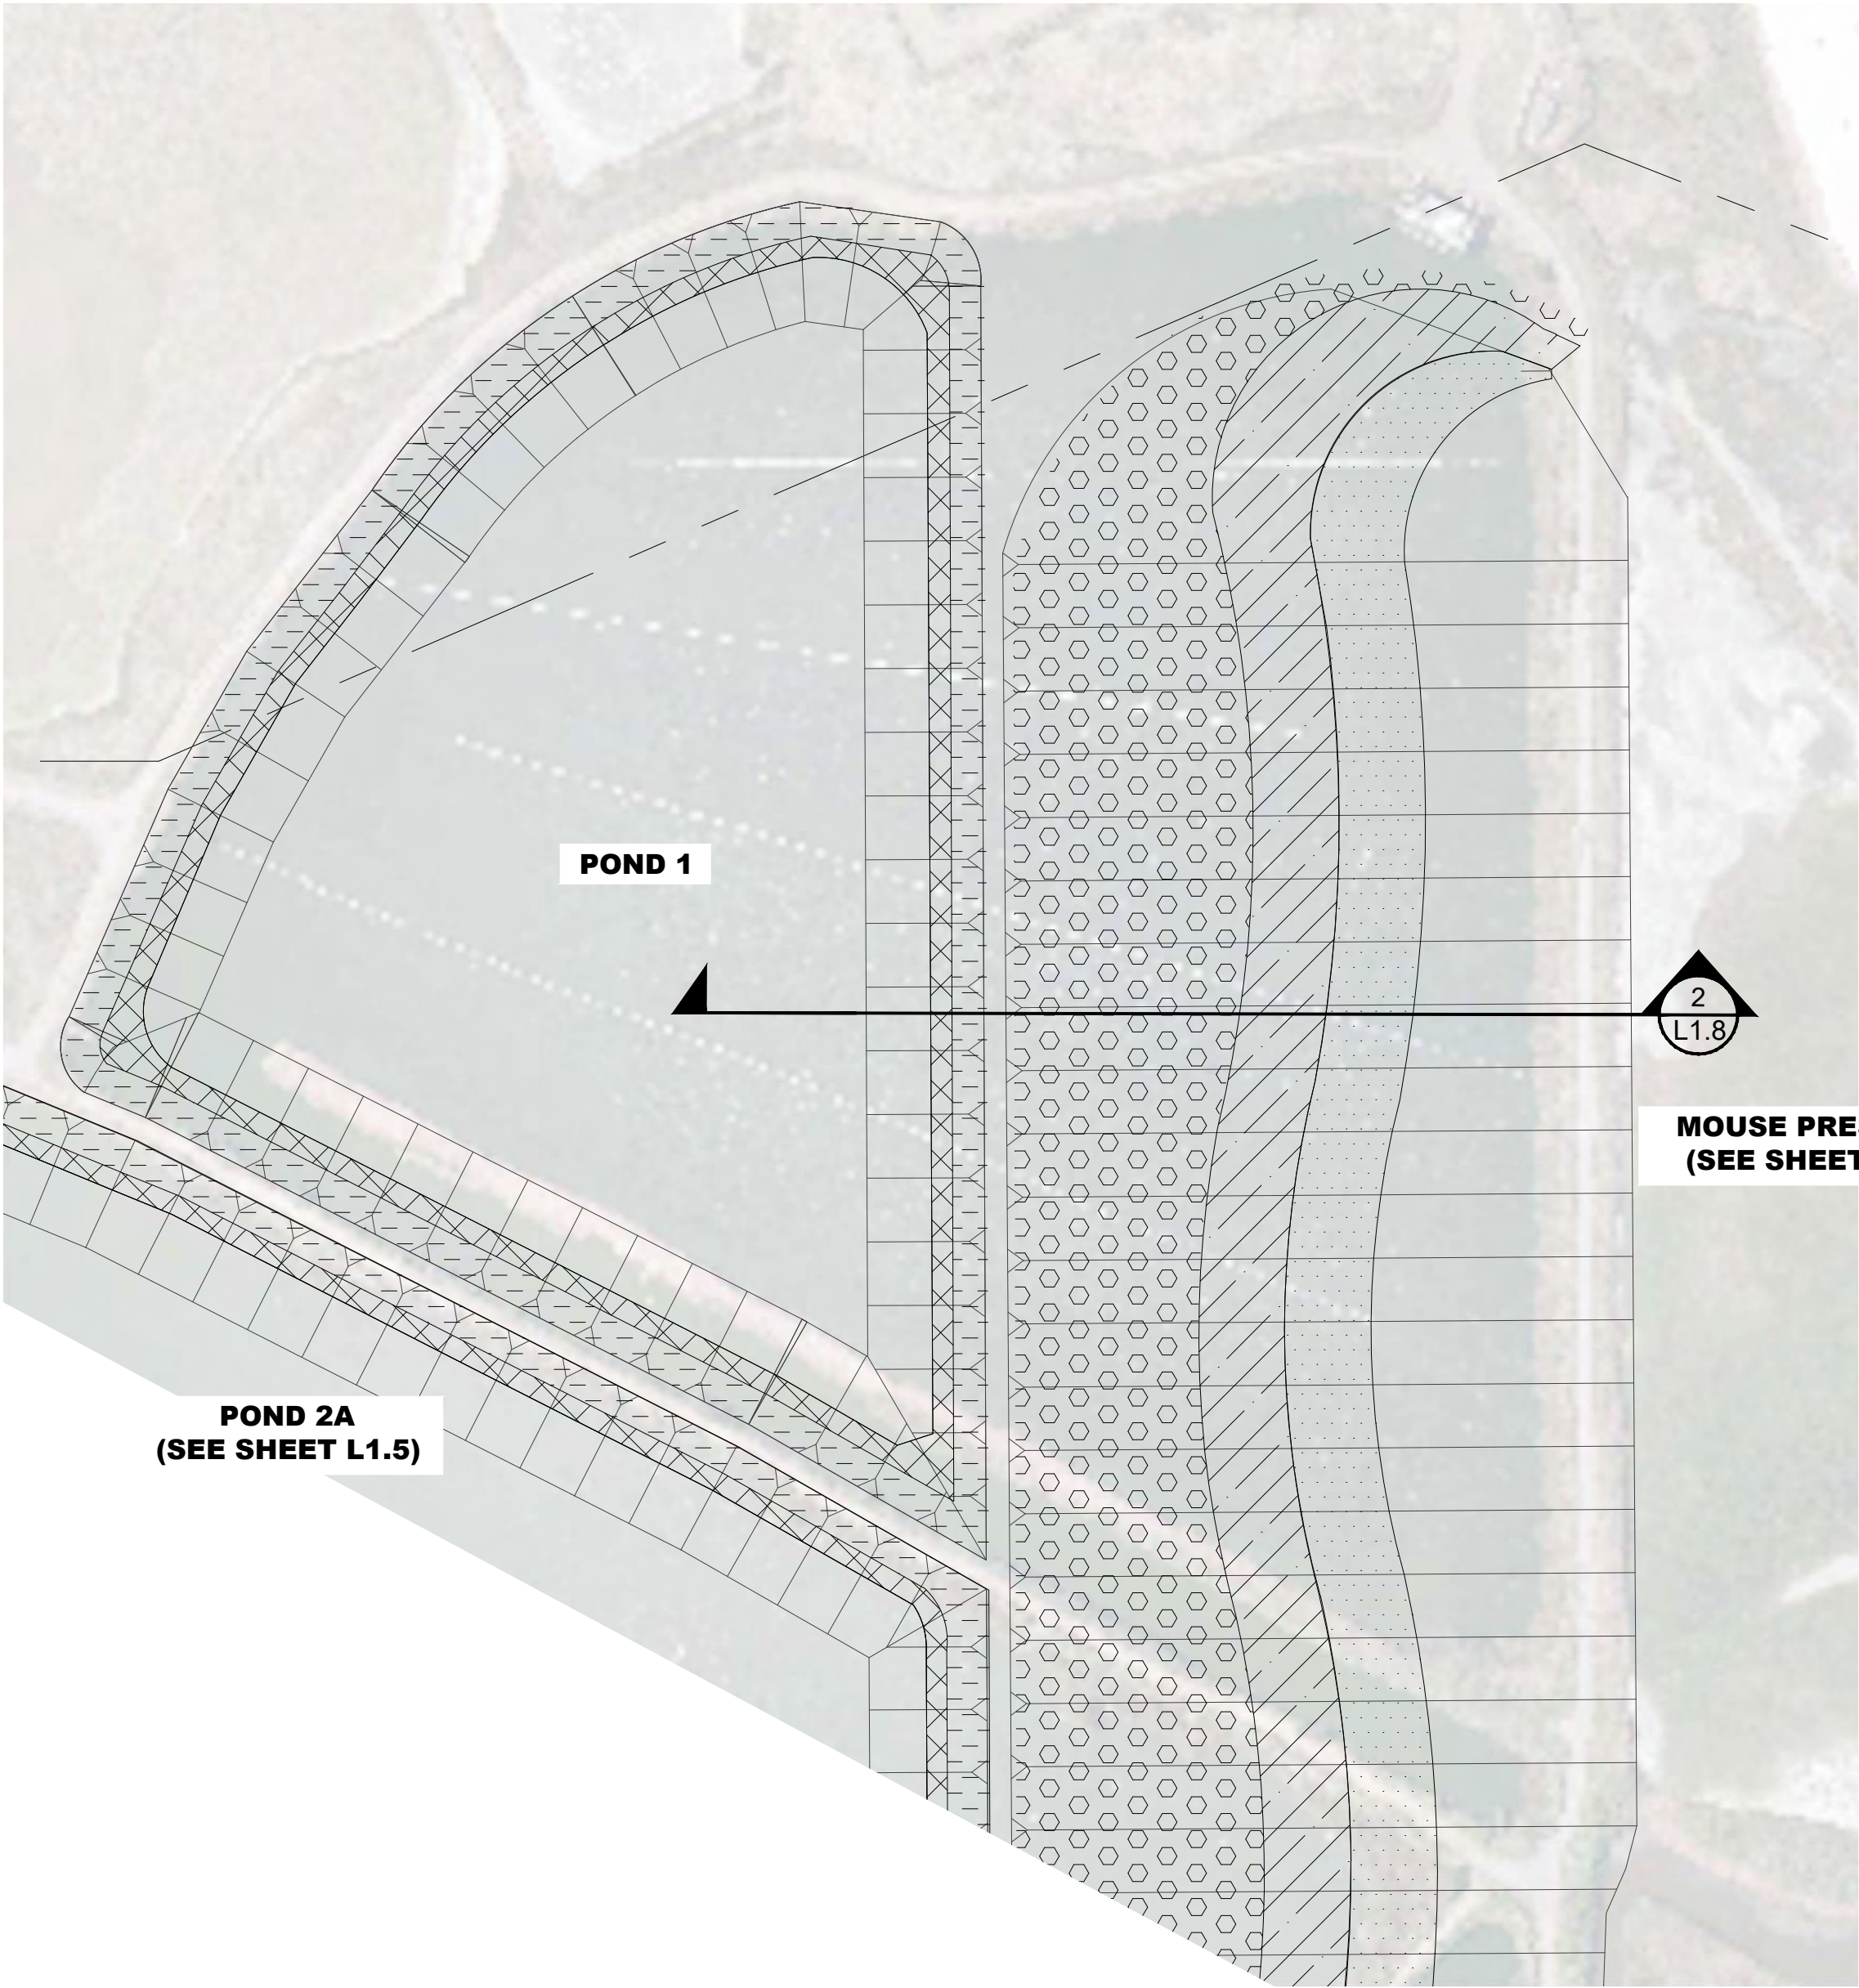 POND 1
2
L1.8
MOUSE PRE
(SEE SHEET
POND 2A
(SEE SHEET L1.5)